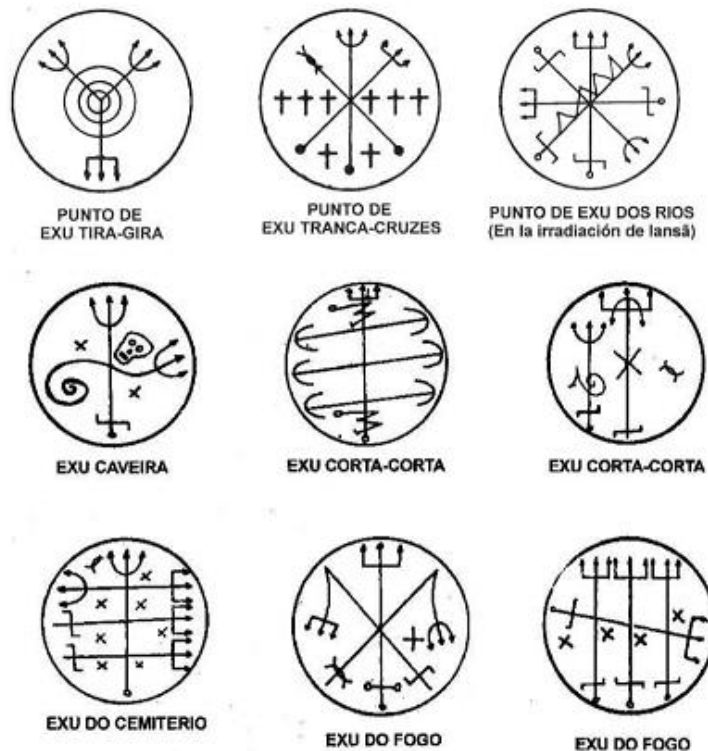 PUNTO DE
EXU TIRA-GIRA
PUNTO DE
EXU TRANCA-CRUZES
PUNTO DE EXU DOS RIOS
(En la irradiación de Iansã)
EXU CAVEIRA
EXU CORTA-CORTA
EXU CORTA-CORTA
EXU DO CEMITERIO
EXU DO FOGO
EXU DO FOGO